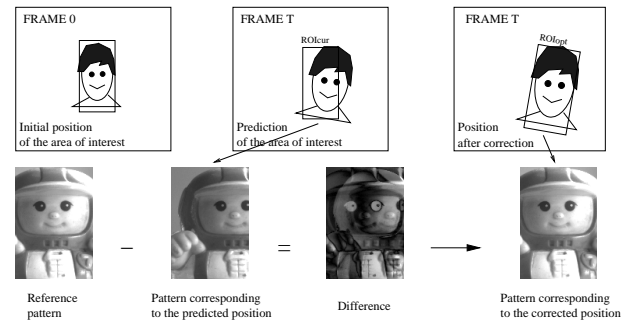 FRAME 0
Initial position
of the area of interest
FRAME T
ROIcur
Prediction
of the area of interest
FRAME T
ROIopt
Position
after correction
Reference
pattern
Pattern corresponding
to the predicted position
Difference
Pattern corresponding
to the corrected position